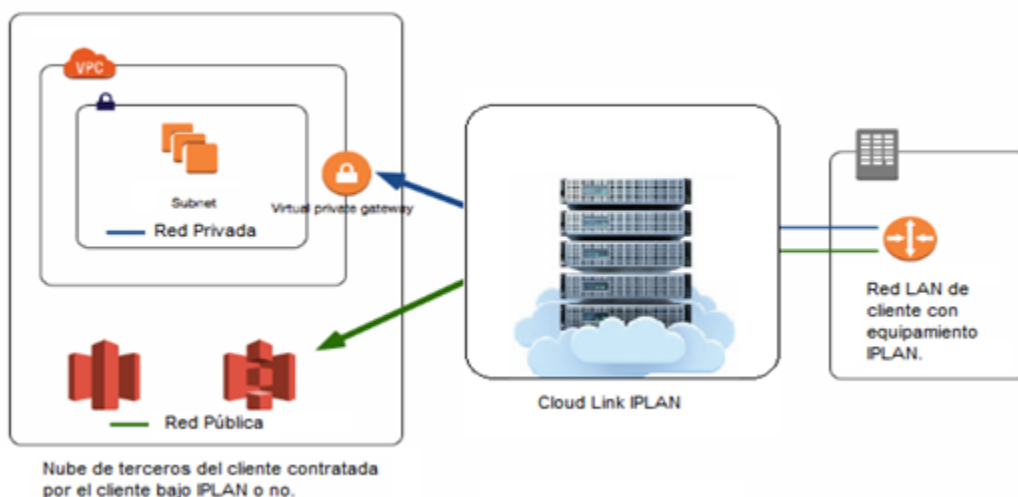 VPC
Subnet
Virtual private gateway
Red Privada
Red Pública
Nube de terceros del cliente contratada
por el cliente bajo IPLAN o no.
Cloud Link IPLAN
Red LAN de
cliente con
equipamiento
IPLAN.